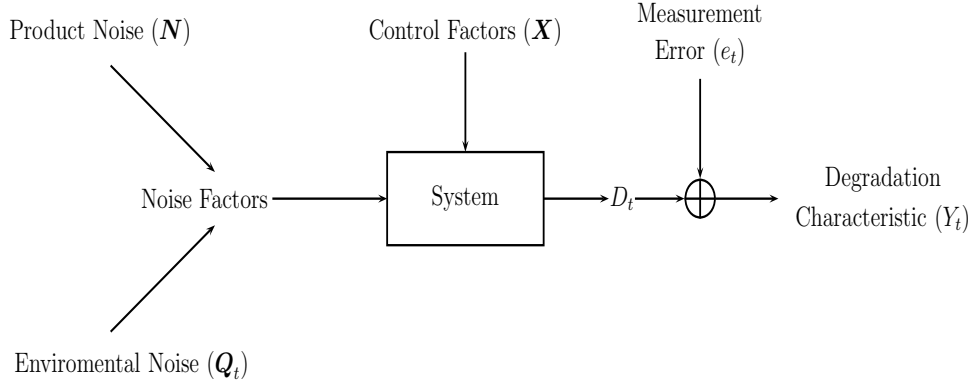 Product Noise (N)
Control Factors (X)
Measurement
Error (e_t)
Noise Factors
System
D_t
Degradation
Characteristic (Y_t)
Enviromental Noise (Q_t)